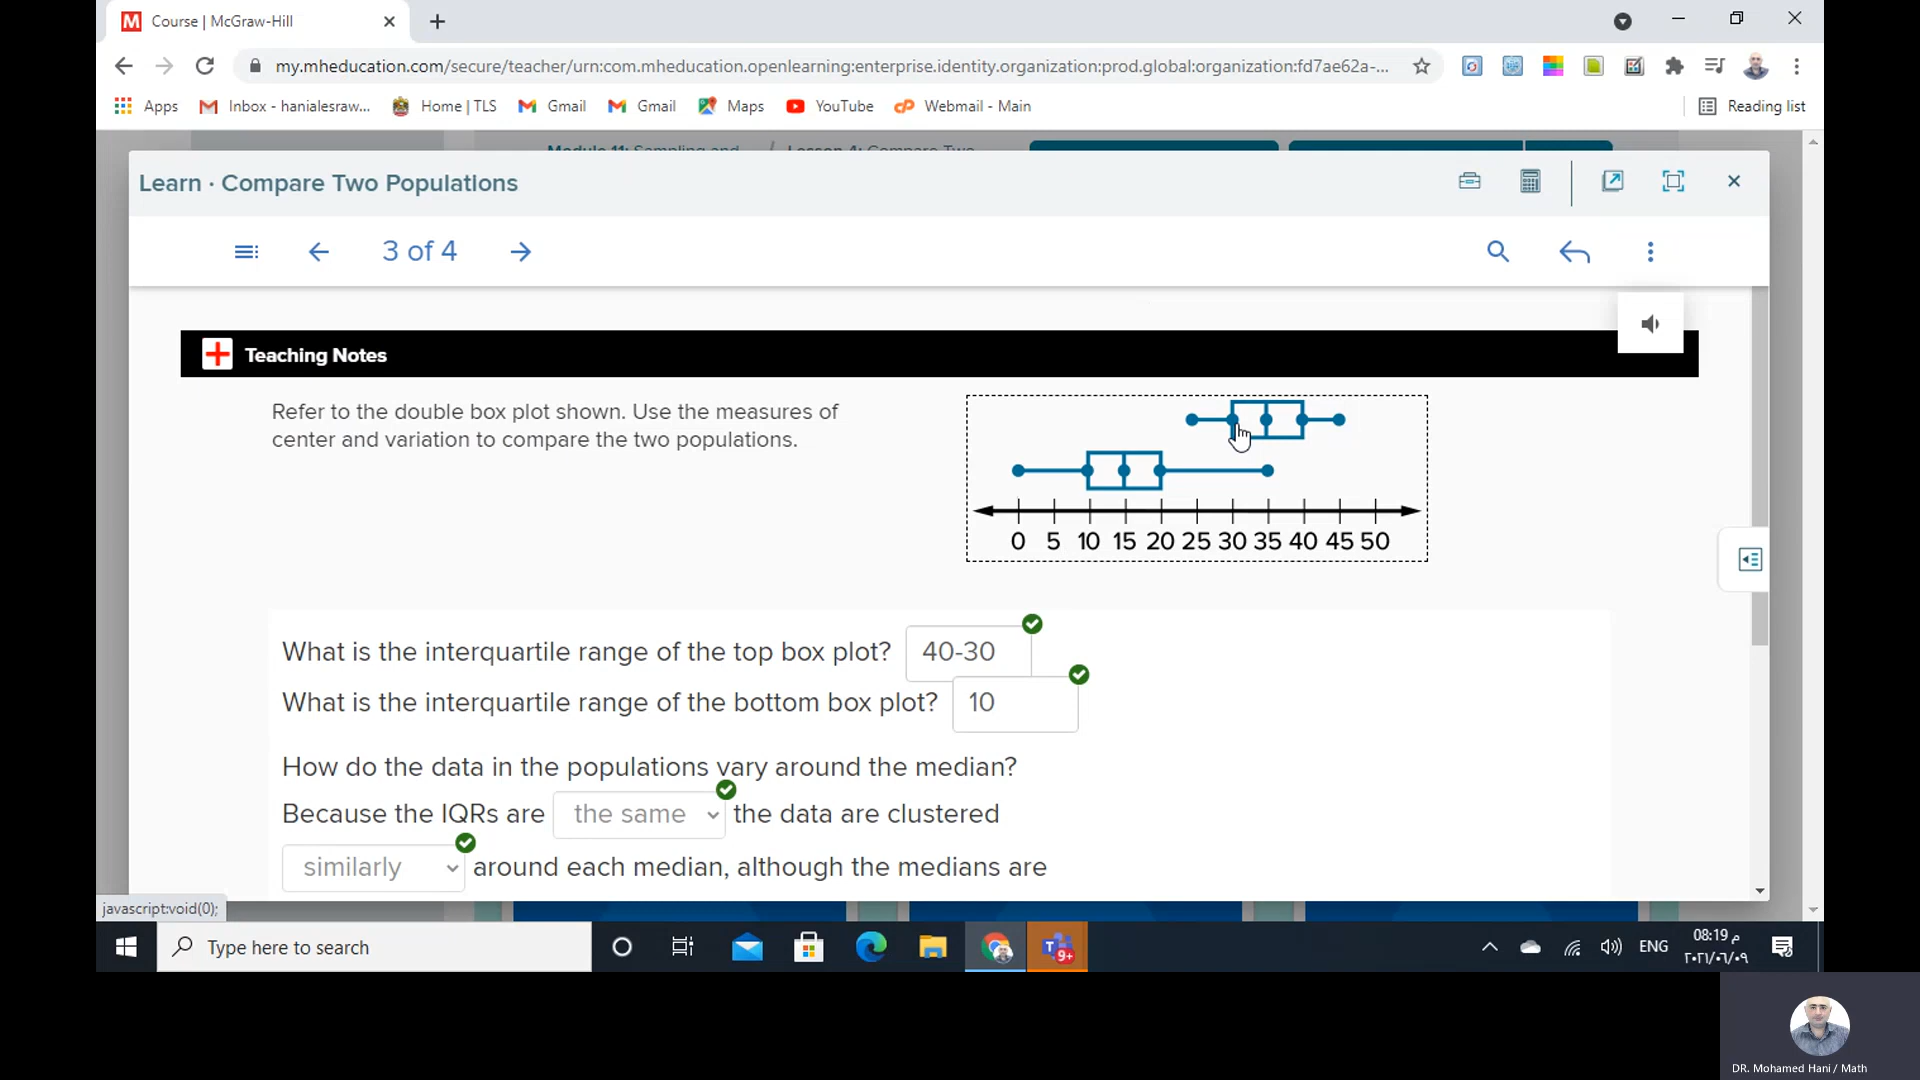 Course | McGraw-Hill
my.mheducation.com/secure/teacher/urn:com.mheducation.openlearning:enterprise.identity.organization:prod.global:organization:fd7ae62a-...
Apps
Inbox - hanialesraw...
Home | TLS
Gmail
Gmail
Maps
YouTube
Webmail - Main
Reading list
Learn · Compare Two Populations
3 of 4
Teaching Notes
Refer to the double box plot shown. Use the measures of
center and variation to compare the two populations.
0 5 10 15 20 25 30 35 40 45 50
What is the interquartile range of the top box plot? 40-30
What is the interquartile range of the bottom box plot? 10
How do the data in the populations vary around the median?
Because the IQRs are the same the data are clustered
similarly around each median, although the medians are
javascript:void(0);
Type here to search
9+
ENG
08:19 م
٢٠٢١/٠٦/٠٩
DR. Mohamed Hani / Math